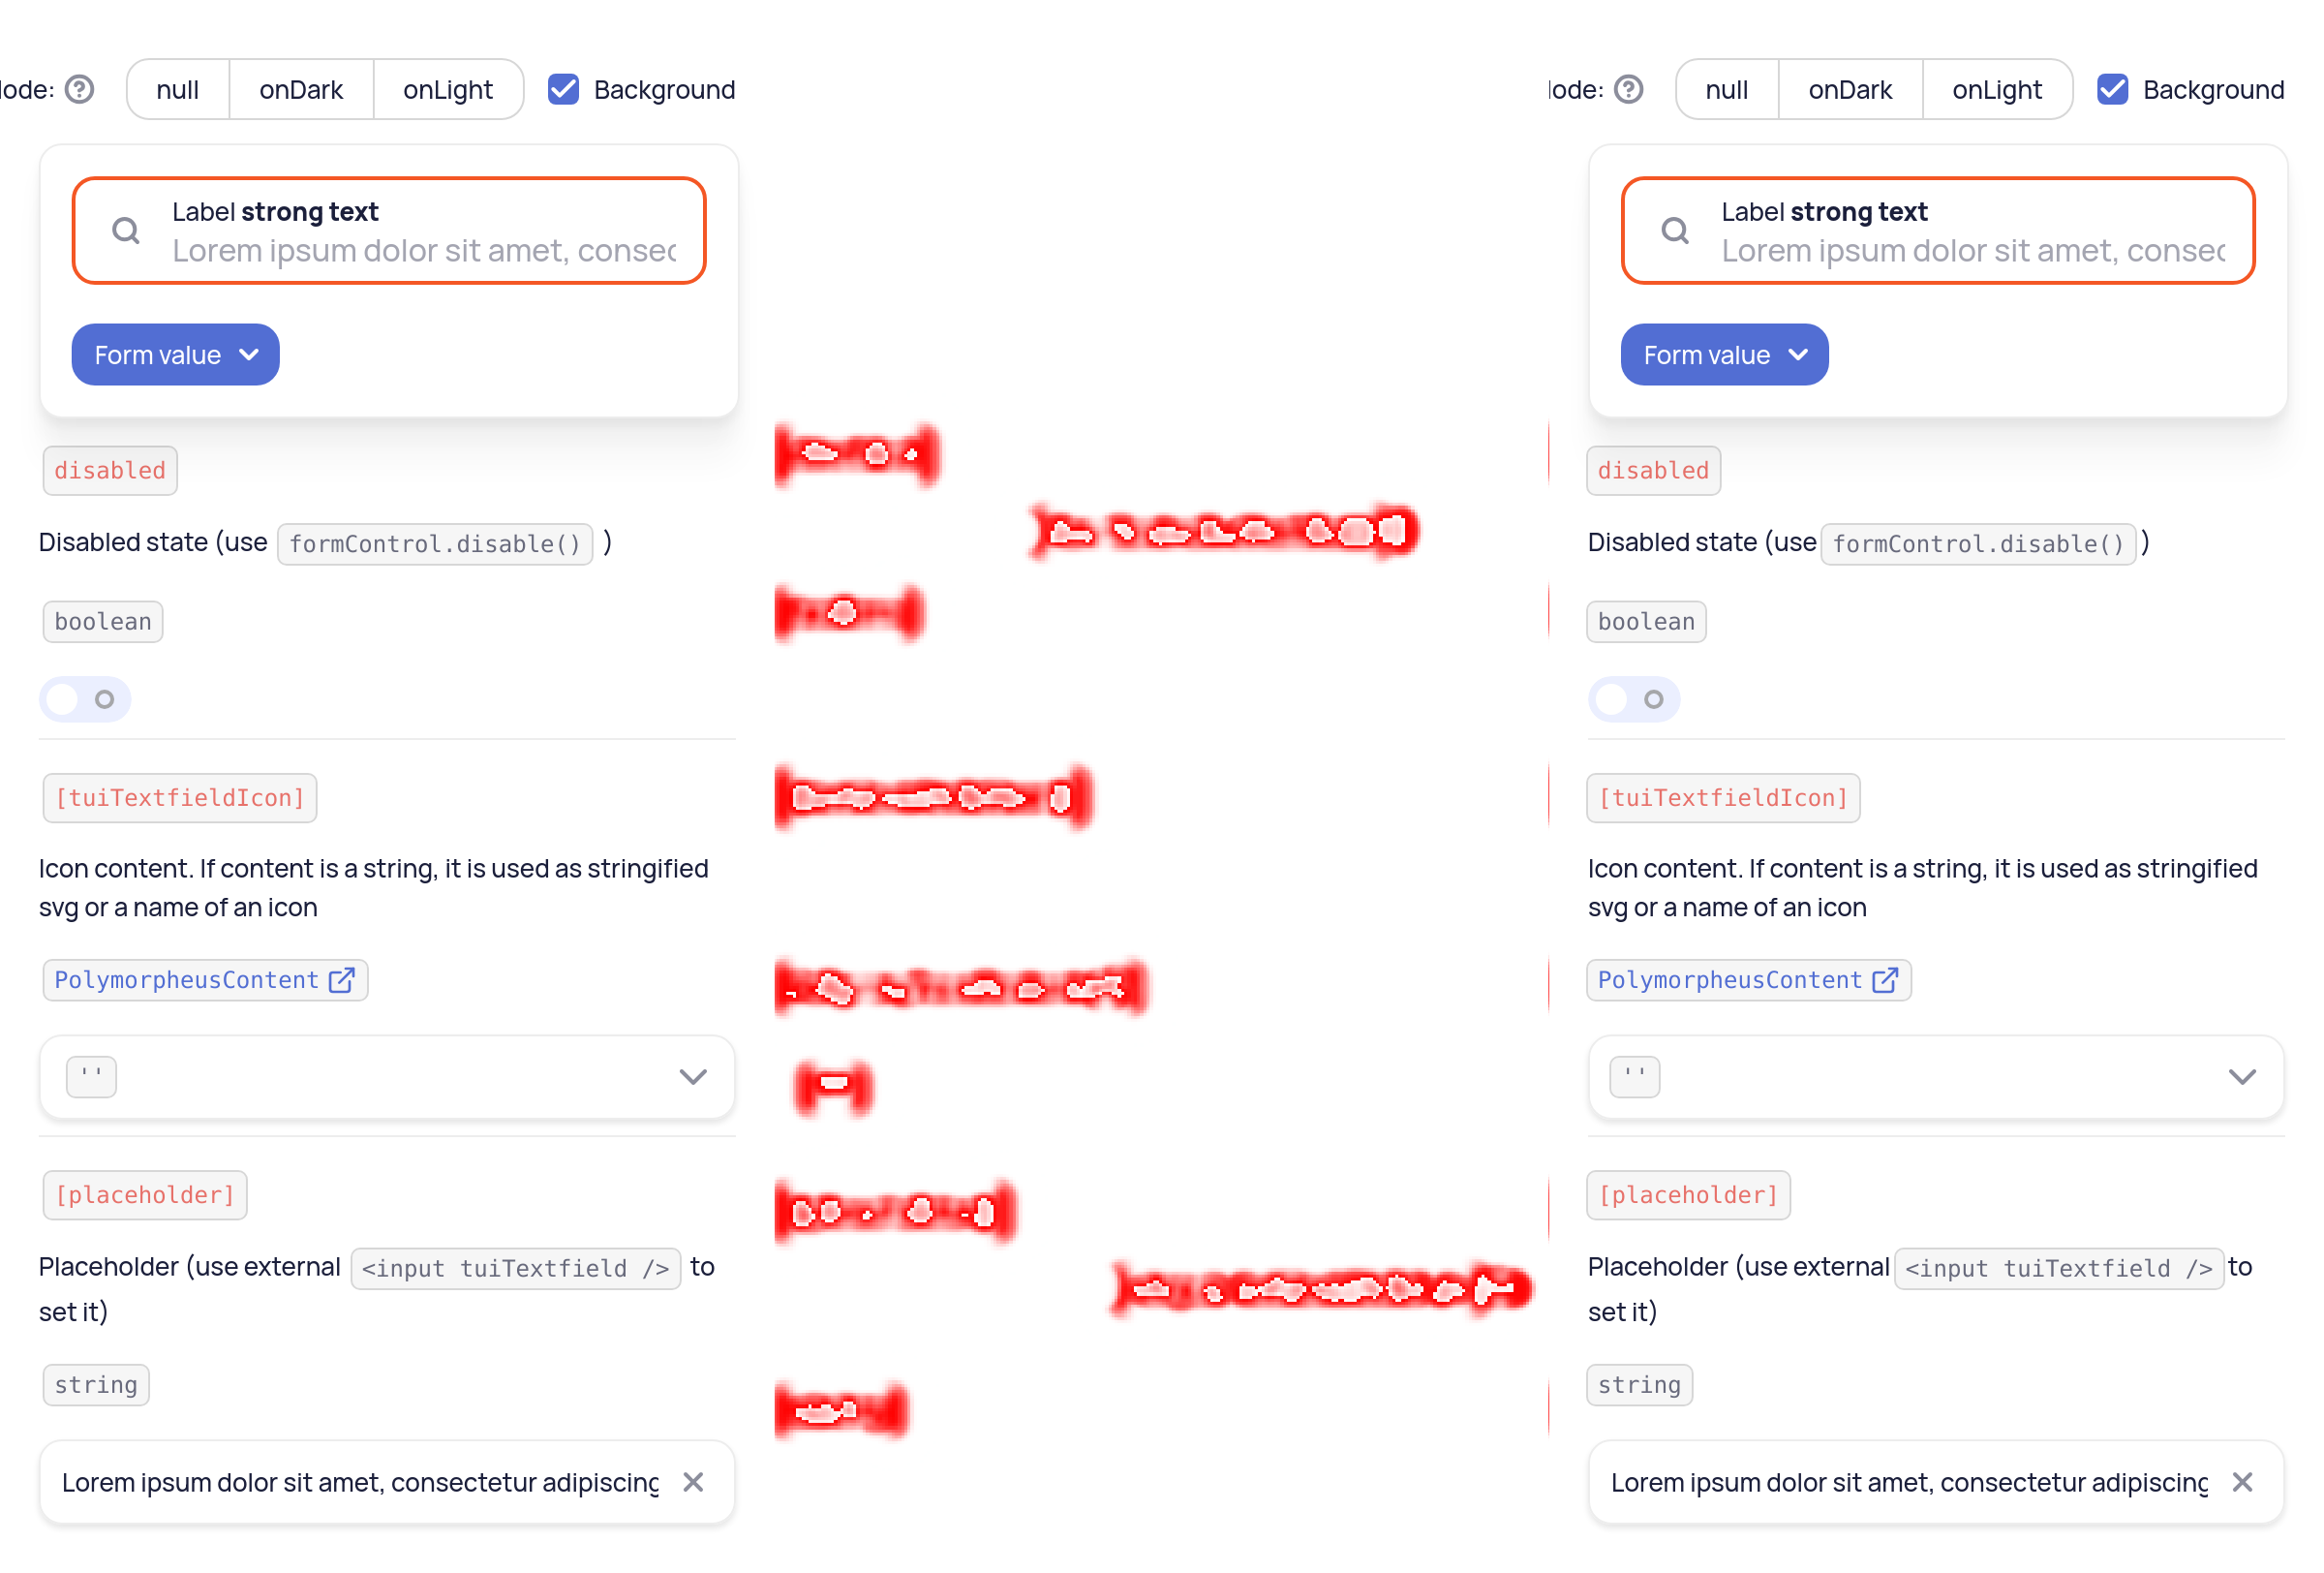 ode: null onDark onLight Background
Label strong text
Lorem ipsum dolor sit amet, consec
Form value
disabled
Disabled state (use formControl.disable() )
boolean
[tuiTextfieldIcon]
Icon content. If content is a string, it is used as stringified
svg or a name of an icon
PolymorpheusContent
''
[placeholder]
Placeholder (use external <input tuiTextfield /> to
set it)
string
Lorem ipsum dolor sit amet, consectetur adipiscing
ode: null onDark onLight Background
Label strong text
Lorem ipsum dolor sit amet, consec
Form value
disabled
Disabled state (use formControl.disable() )
boolean
[tuiTextfieldIcon]
Icon content. If content is a string, it is used as stringified
svg or a name of an icon
PolymorpheusContent
''
[placeholder]
Placeholder (use external <input tuiTextfield /> to
set it)
string
Lorem ipsum dolor sit amet, consectetur adipiscing